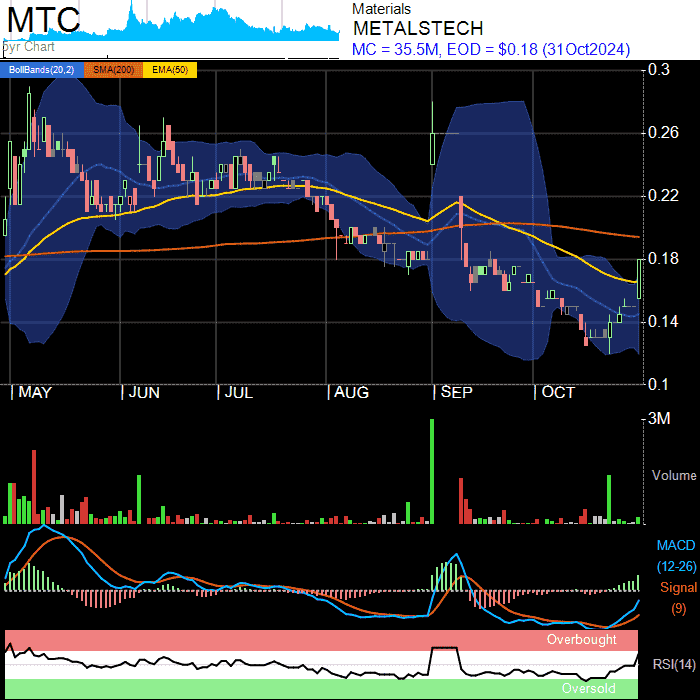 MTC
5yr Chart
Materials
METALSTECH
MC = 35.5M, EOD = $0.18 (31Oct2024)
BollBands(20,2) SMA(200) EMA(50)
0.3
0.26
0.22
0.18
0.14
0.1
MAY JUN JUL AUG SEP OCT
3M
Volume
MACD
(12-26)
Signal
(9)
Overbought
RSI(14)
Oversold